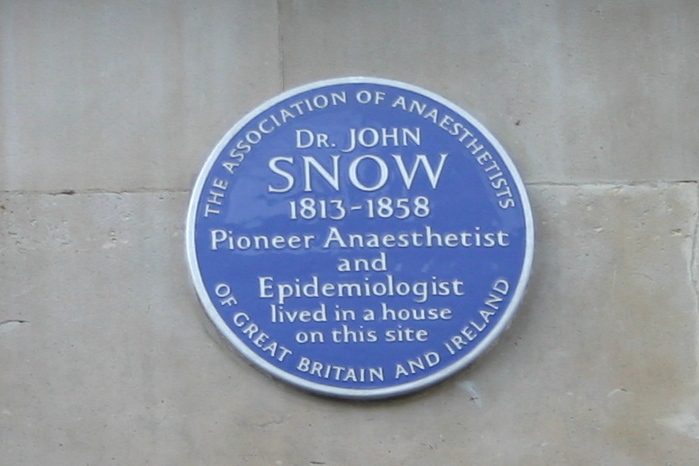 THE ASSOCIATION OF ANAESTHETISTS
DR. JOHN
SNOW
1813-1858
Pioneer Anaesthetist
and
Epidemiologist
lived in a house
on this site
OF GREAT BRITAIN AND IRELAND